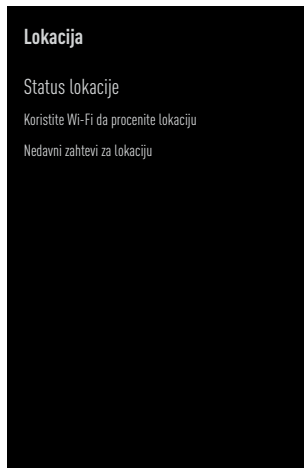 Lokacija
Status lokacije
Koristite Wi-Fi da procenite lokaciju
Nedavni zahtevi za lokaciju